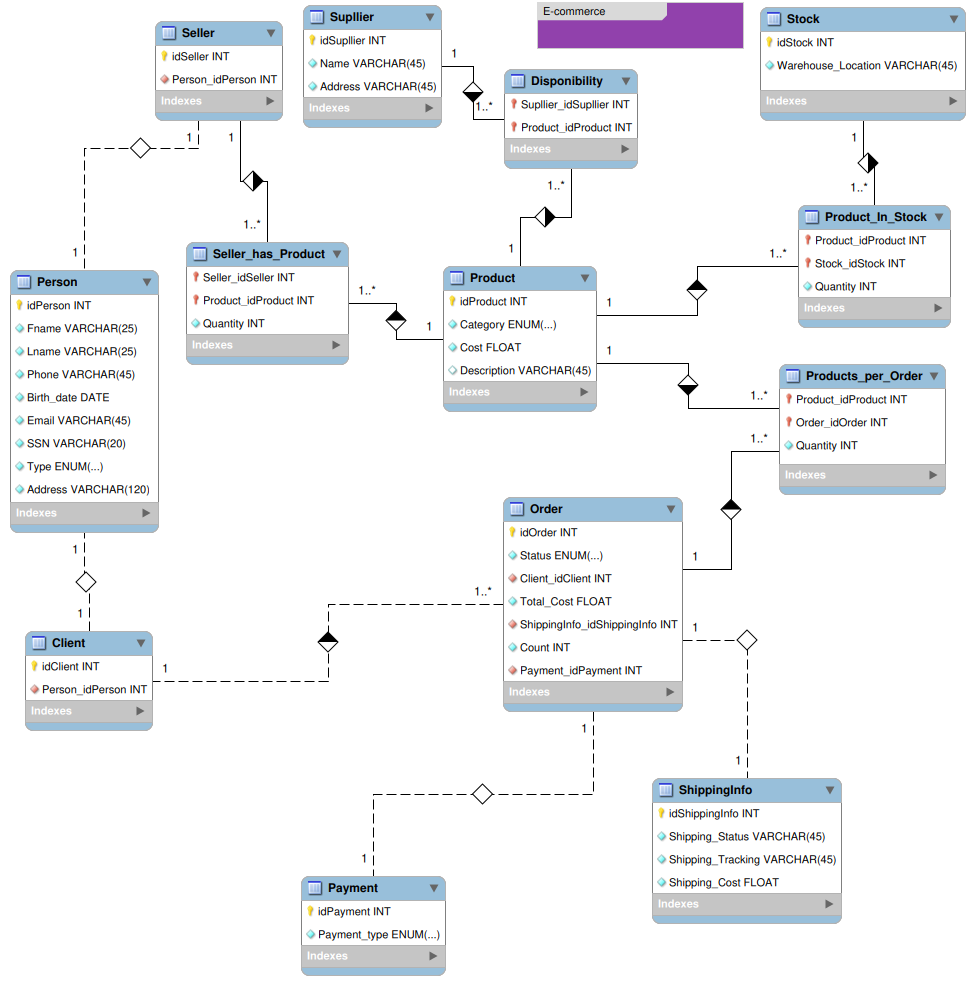 E-commerce
Seller
idSeller INT
Person_idPerson INT
Indexes
Supllier
idSupllier INT
Name VARCHAR(45)
Address VARCHAR(45)
Indexes
Disponibility
Supllier_idSupllier INT
Product_idProduct INT
Indexes
Stock
idStock INT
Warehouse_Location VARCHAR(45)
Indexes
1
1..*
1
1
1
1..*
1..*
1
1
1..*
Seller_has_Product
Seller_idSeller INT
Product_idProduct INT
Quantity INT
Indexes
Product
idProduct INT
Category ENUM(...)
Cost FLOAT
Description VARCHAR(45)
Indexes
Product_In_Stock
Product_idProduct INT
Stock_idStock INT
Quantity INT
Indexes
1..*
1
1
1..*
1
1..*
Person
idPerson INT
Fname VARCHAR(25)
Lname VARCHAR(25)
Phone VARCHAR(45)
Birth_date DATE
Email VARCHAR(45)
SSN VARCHAR(20)
Type ENUM(...)
Address VARCHAR(120)
Indexes
Products_per_Order
Product_idProduct INT
Order_idOrder INT
Quantity INT
Indexes
1..*
1
Order
idOrder INT
Status ENUM(...)
Client_idClient INT
Total_Cost FLOAT
ShippingInfo_idShippingInfo INT
Count INT
Payment_idPayment INT
Indexes
1
1
Client
idClient INT
Person_idPerson INT
Indexes
1
1..*
1
1
1
1
ShippingInfo
idShippingInfo INT
Shipping_Status VARCHAR(45)
Shipping_Tracking VARCHAR(45)
Shipping_Cost FLOAT
Indexes
Payment
idPayment INT
Payment_type ENUM(...)
Indexes